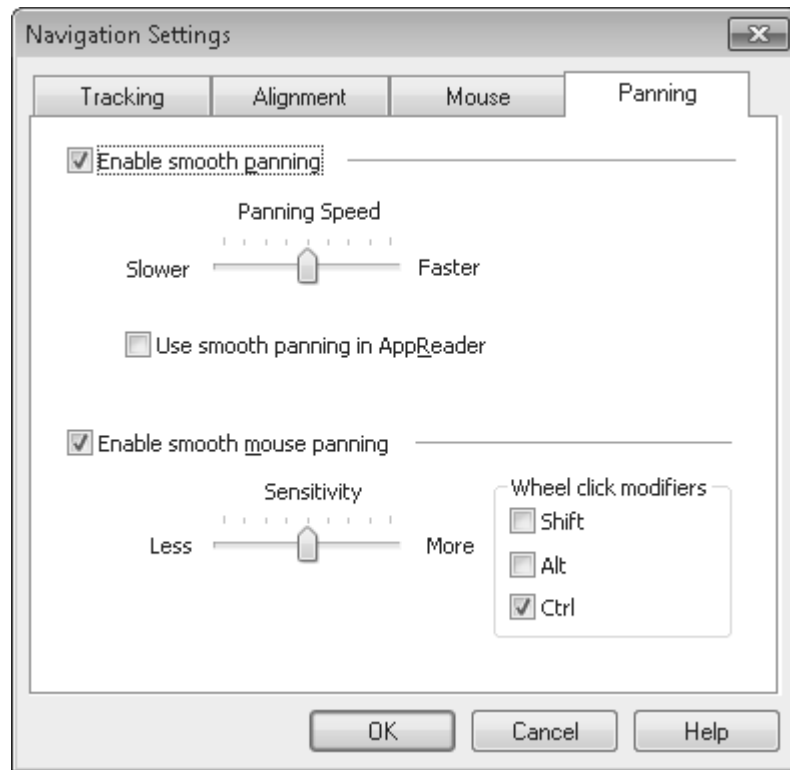 Navigation Settings
Tracking Alignment Mouse Panning
Enable smooth panning
Panning Speed
Slower Faster
Use smooth panning in AppReader
Enable smooth mouse panning
Sensitivity
Less More
Wheel click modifiers
Shift
Alt
Ctrl
OK Cancel Help